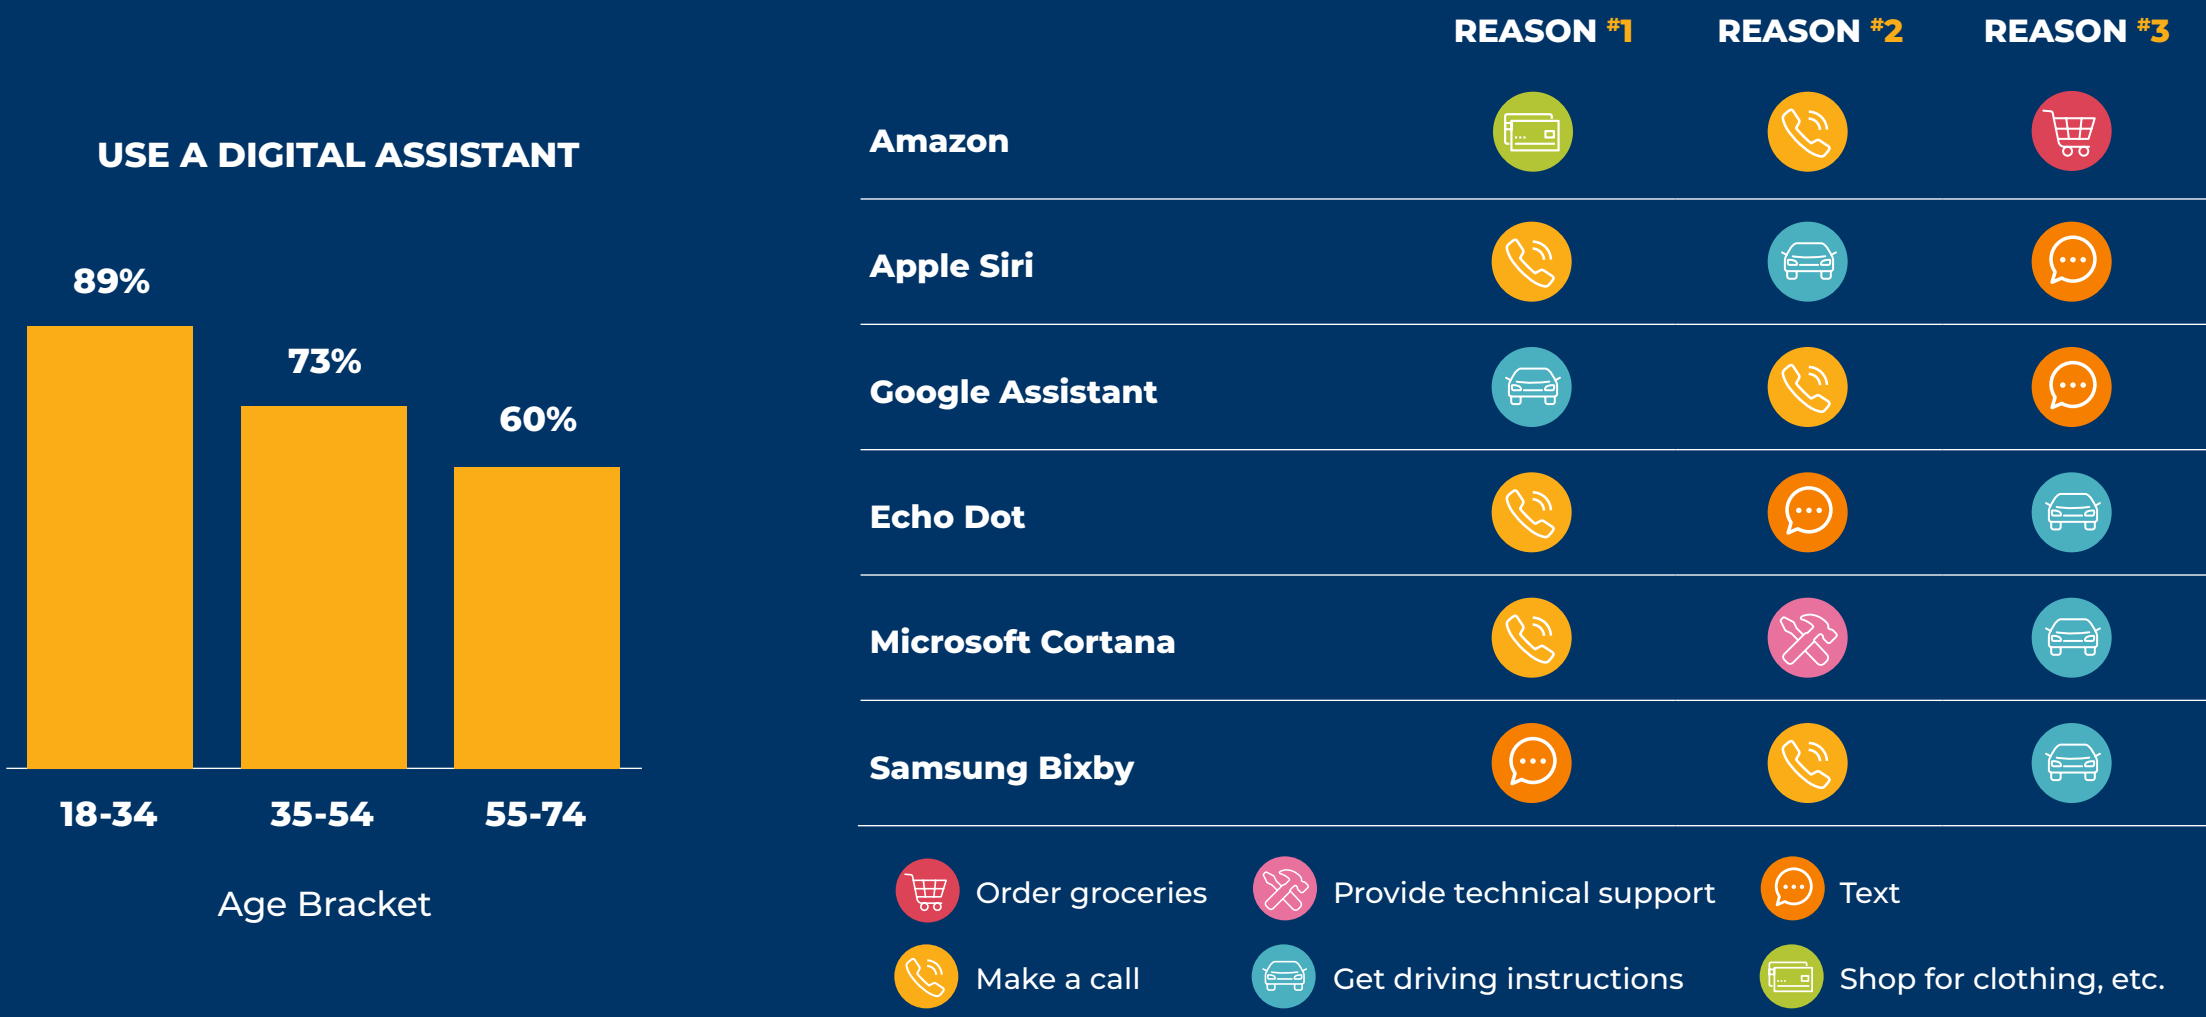 USE A DIGITAL ASSISTANT
89%
73%
60%
18-34 35-54 55-74
Age Bracket
REASON #1 REASON #2 REASON #3
Amazon
Apple Siri
Google Assistant
Echo Dot
Microsoft Cortana
Samsung Bixby
Order groceries Provide technical support Text
Make a call Get driving instructions Shop for clothing, etc.